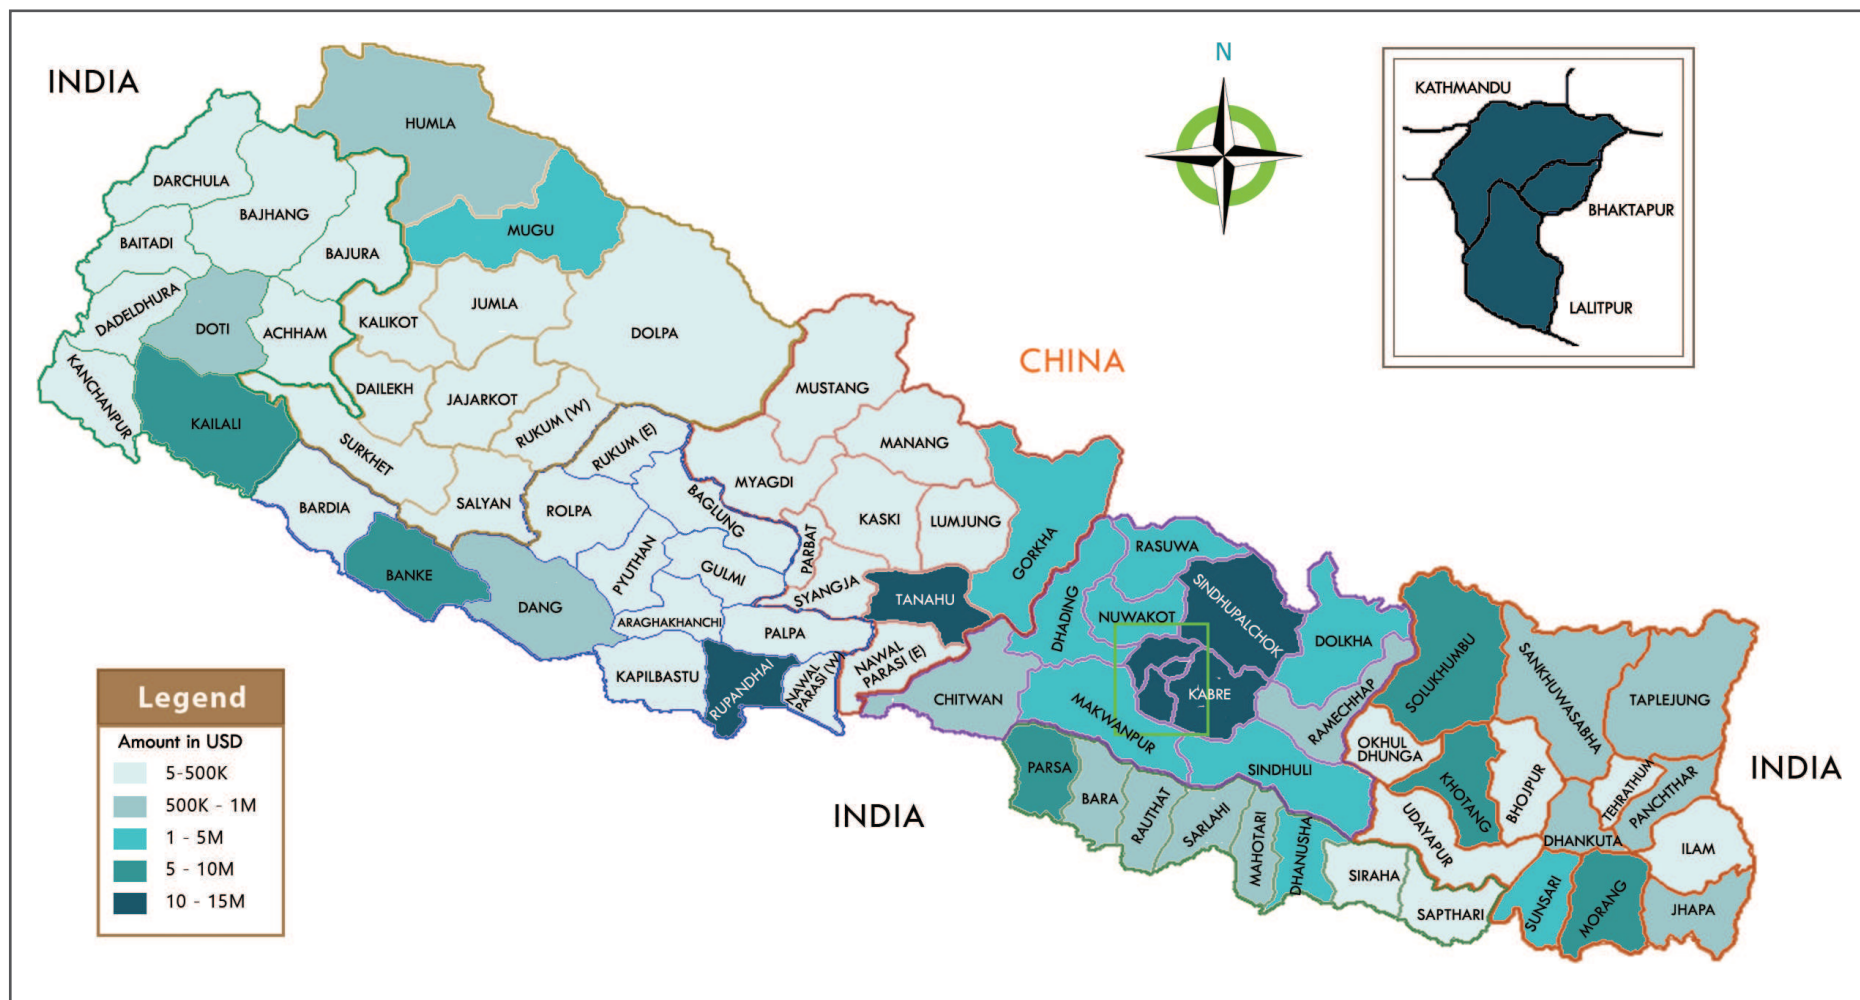 INDIA
N
KATHMANDU
BHAKTAPUR
LALITPUR
HUMLA
DARCHULA
BAJHANG
MUGU
BAITADI
BAJURA
DADELDHURA
DOTI
ACHHAM
KALIKOT
JUMLA
DOLPA
KANCHANPUR
KAILALI
DAILEKH
JAJARKOT
RUKUM (W)
MUSTANG
CHINA
SURKHET
RUKUM (E)
MANANG
BARDIA
SALYAN
ROLPA
BAGLUNG
MYAGDI
KASKI
LUMJUNG
GORKHA
BANKE
DANG
PYUTHAN
GULMI
PARBAT
SYANGJA
TANAHU
RASUWA
SINDHUPALCHOK
DHADING
NUWAKOT
DOLKHA
ARAGHAKHANCHI
PALPA
KAPILBASTU
RUPANDHAI
NAWAL
PARASI (W)
NAWAL
PARASI (E)
CHITWAN
MAKWANPUR
KABRE
RAMECHHAP
SOLUKHUMBU
SANKHUWASABHA
TAPLEJUNG
OKHUL
DHUNGA
KHOTANG
BHOJPUR
TEHRATHUM
PANCHTHAR
INDIA
SINDHULI
PARSA
BARA
RAUTHAT
SARLAHI
MAHOTARI
DHANUSHA
SIRAHA
SAPTHARI
UDAYAPUR
DHANKUTA
ILAM
SUNSARI
MORANG
JHAPA
INDIA
Legend
Amount in USD
5-500K
500K - 1M
1 - 5M
5 - 10M
10 - 15M